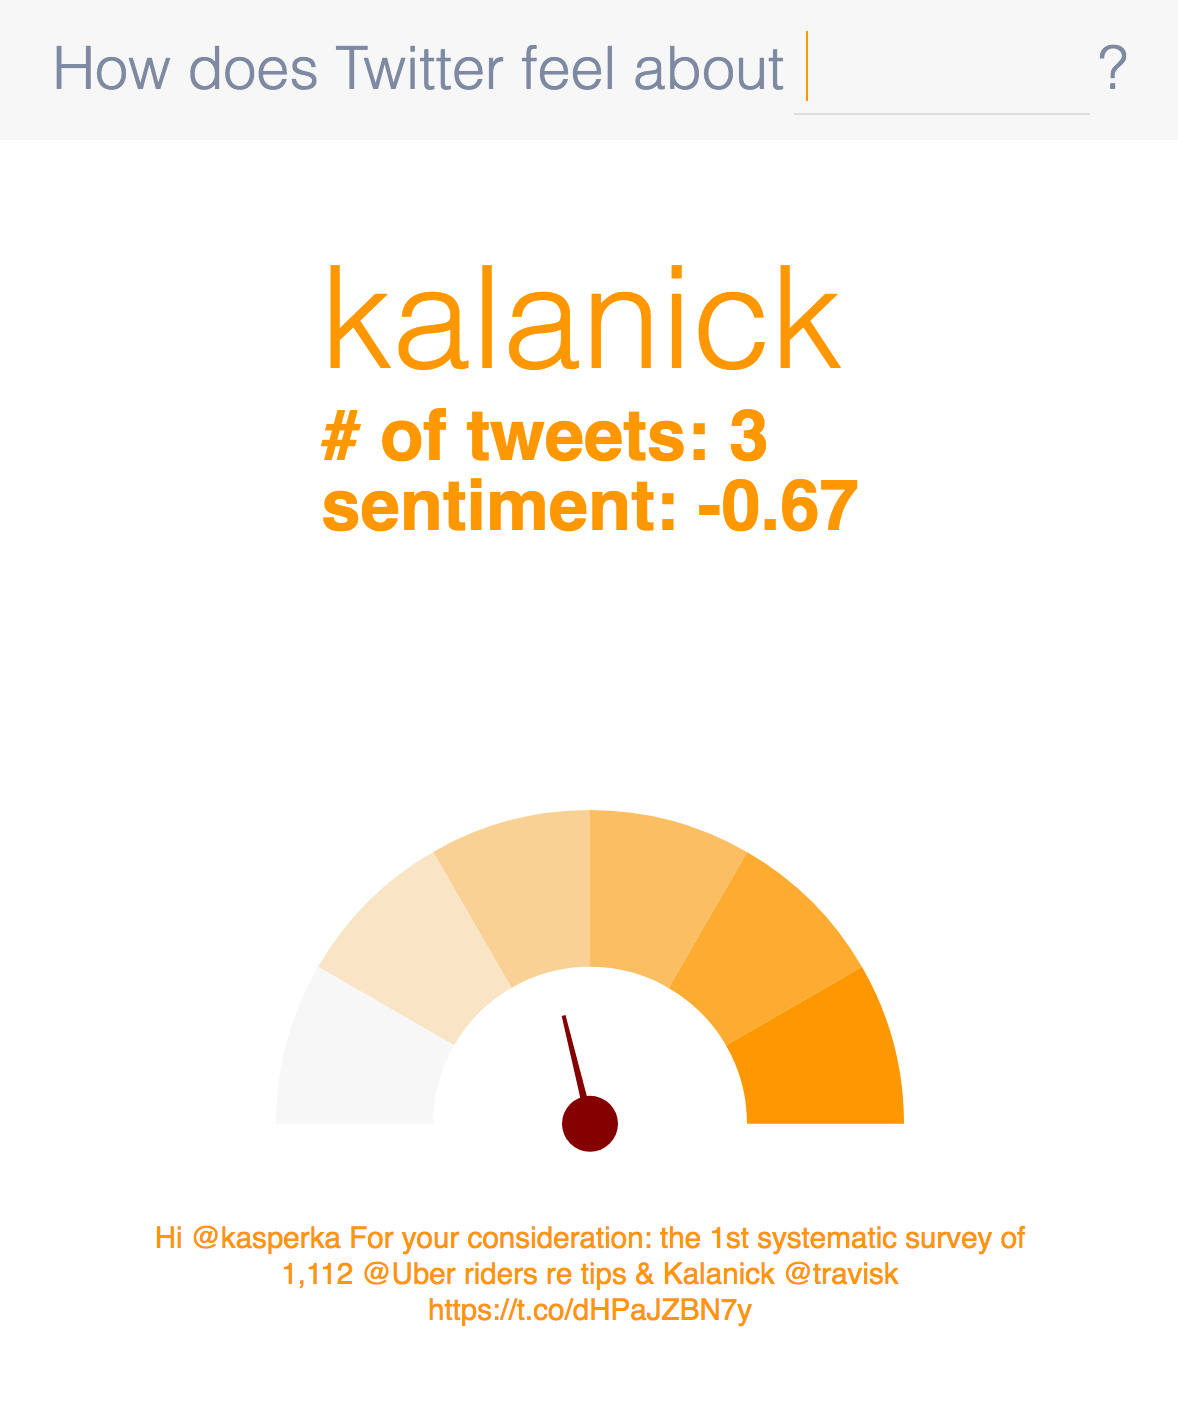 How does Twitter feel about ?
kalanick
# of tweets: 3
sentiment: -0.67
Hi @kasperka For your consideration: the 1st systematic survey of
1,112 @Uber riders re tips & Kalanick @travisk
https://t.co/dHPaJZBN7y